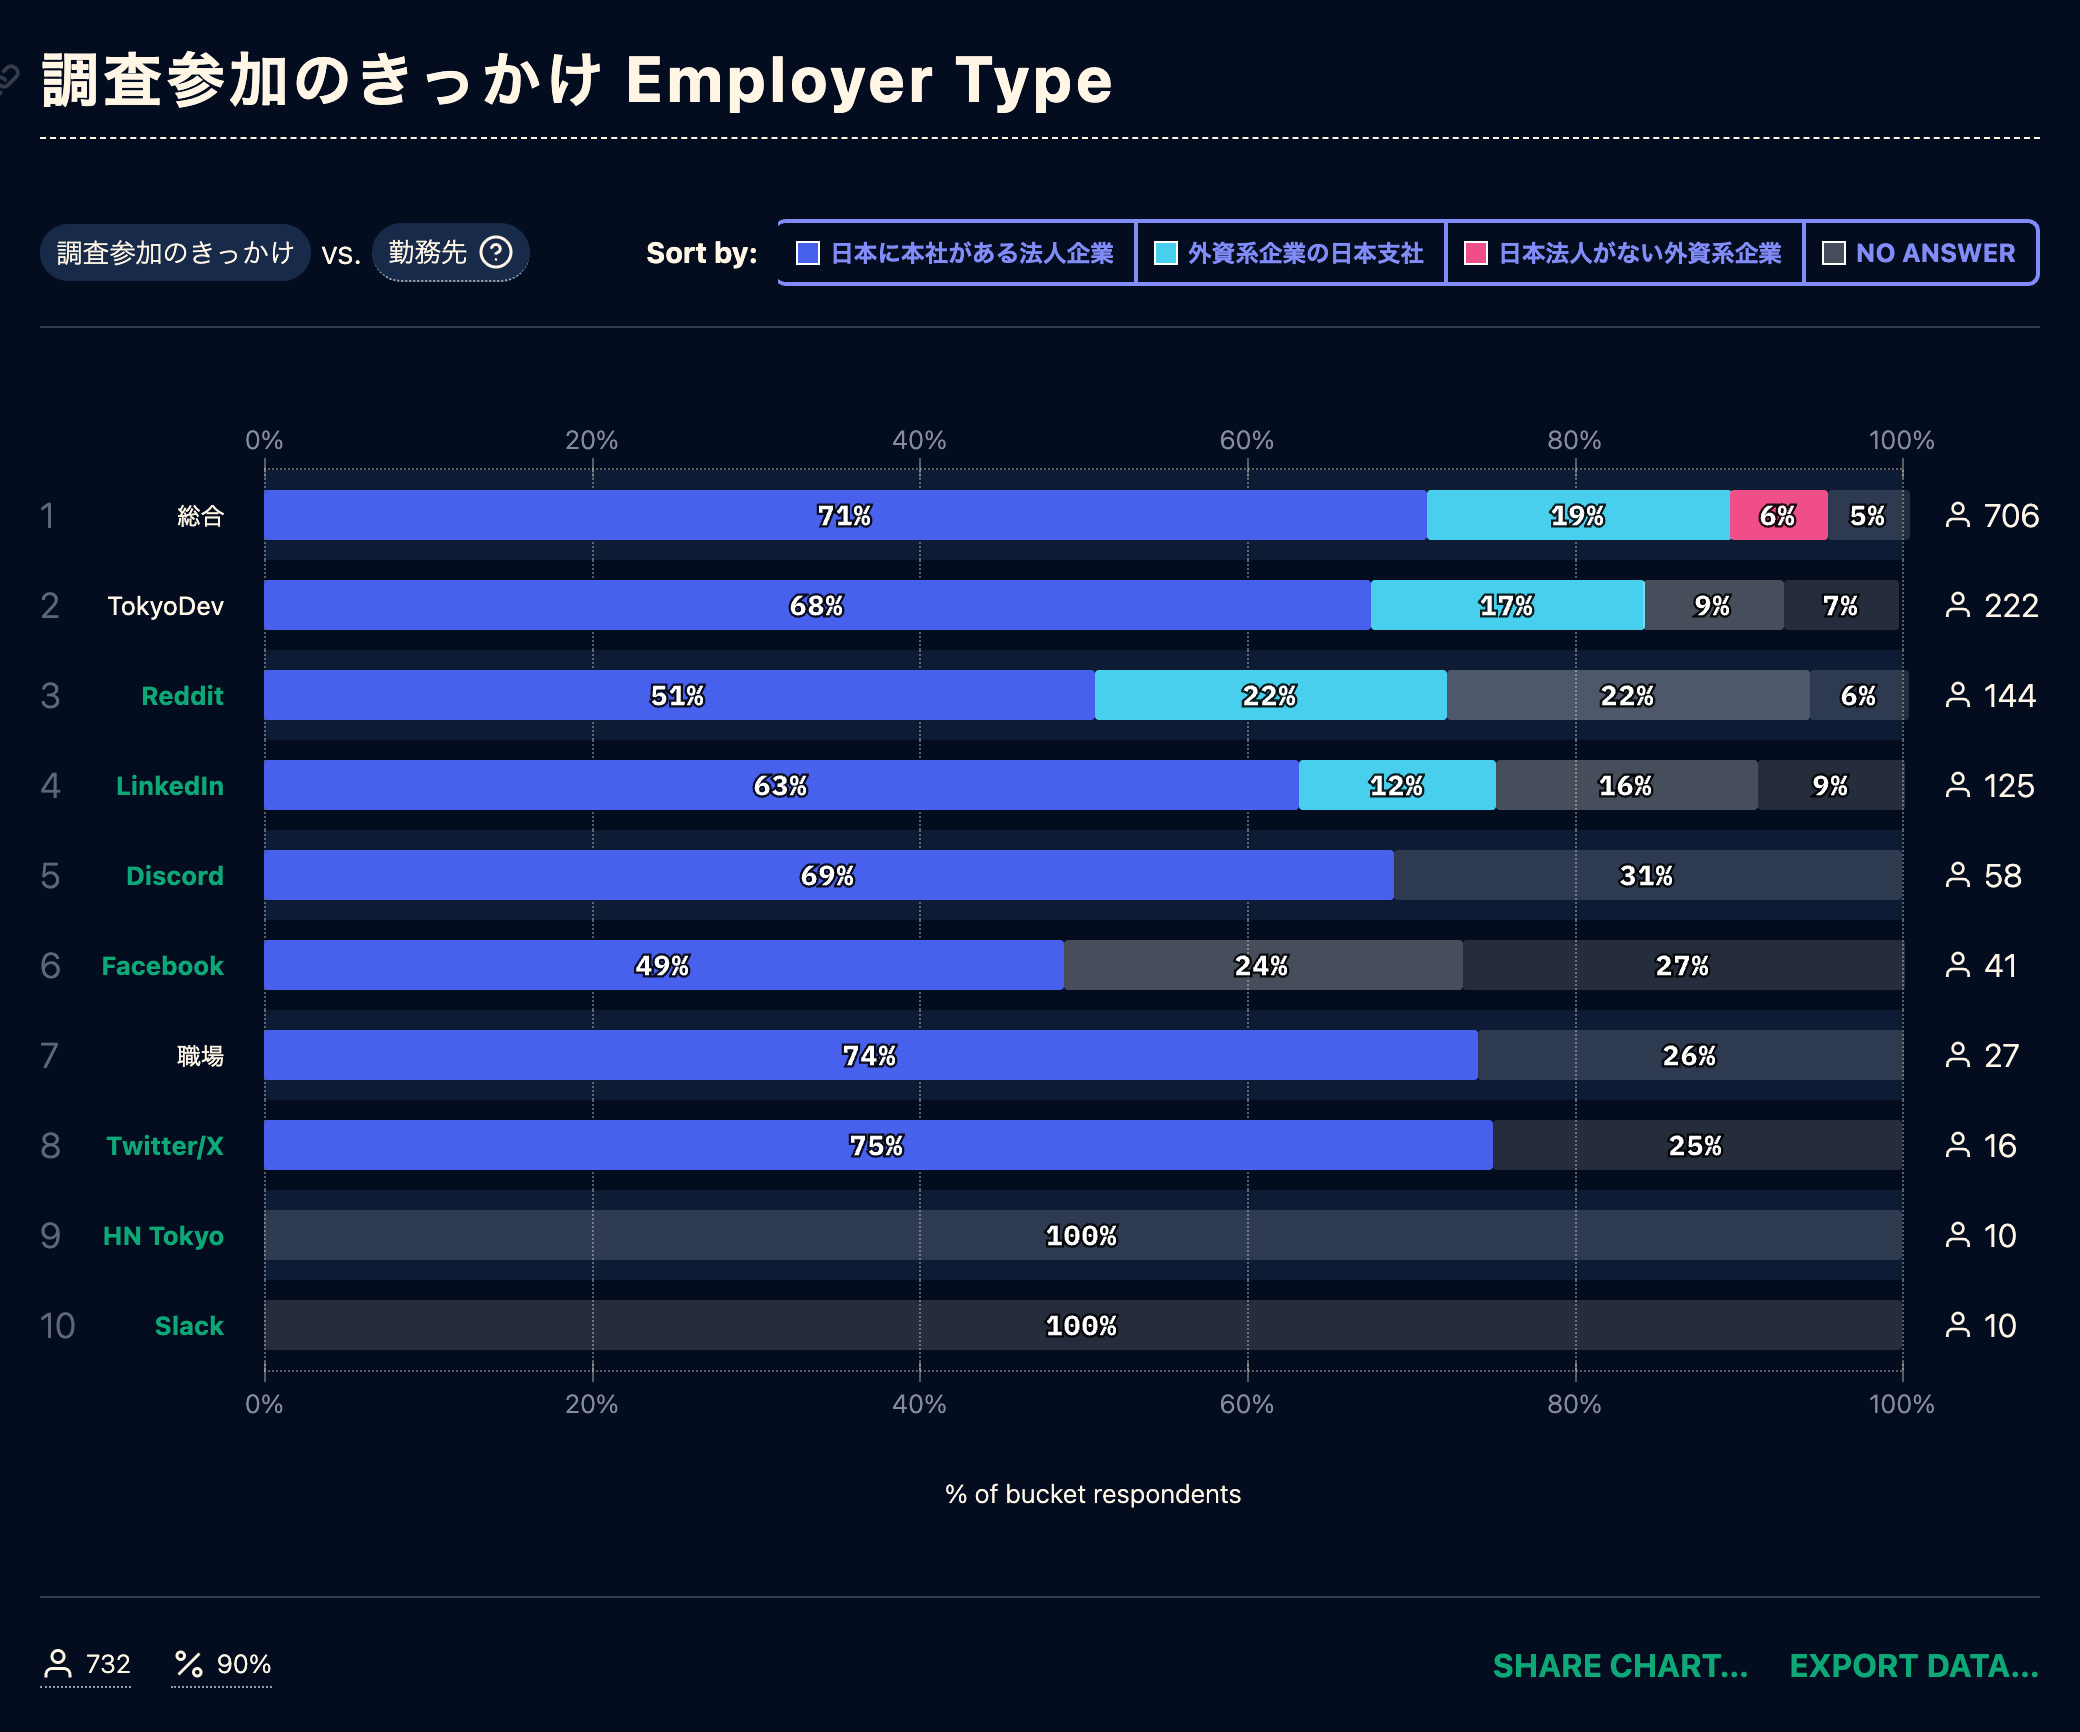 調査参加のきっかけ Employer Type
調査参加のきっかけ vs. 勤務先 ? Sort by: 日本に本社がある法人企業 外資系企業の日本支社 日本法人がない外資系企業 NO ANSWER
0% 20% 40% 60% 80% 100%
1 総合 71% 19% 6% 5% 706
2 TokyoDev 68% 17% 9% 7% 222
3 Reddit 51% 22% 22% 6% 144
4 LinkedIn 63% 12% 16% 9% 125
5 Discord 69% 31% 58
6 Facebook 49% 24% 27% 41
7 職場 74% 26% 27
8 Twitter/X 75% 25% 16
9 HN Tokyo 100% 10
10 Slack 100% 10
0% 20% 40% 60% 80% 100%
% of bucket respondents
732 90% SHARE CHART... EXPORT DATA...